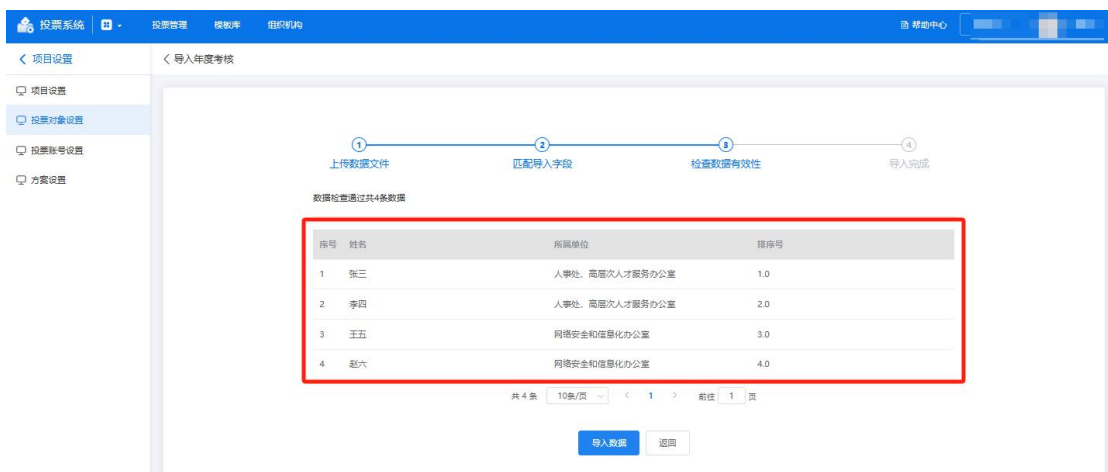 投票系统 投票管理 模板库 组织机构 帮助中心
项目设置 导入年度考核
项目设置
投票对象设置
投票账号设置
方案设置
1 2 3 4
上传数据文件 匹配导入字段 检查数据有效性 导入完成
数据检查通过共4条数据
序号 姓名 所属单位 排序号
1 张三 人事处、高层次人才服务办公室 1.0
2 李四 人事处、高层次人才服务办公室 2.0
3 王五 网络安全和信息化办公室 3.0
4 赵六 网络安全和信息化办公室 4.0
共 4 条 10条/页 < 1 > 前往 1 页
导入数据 返回